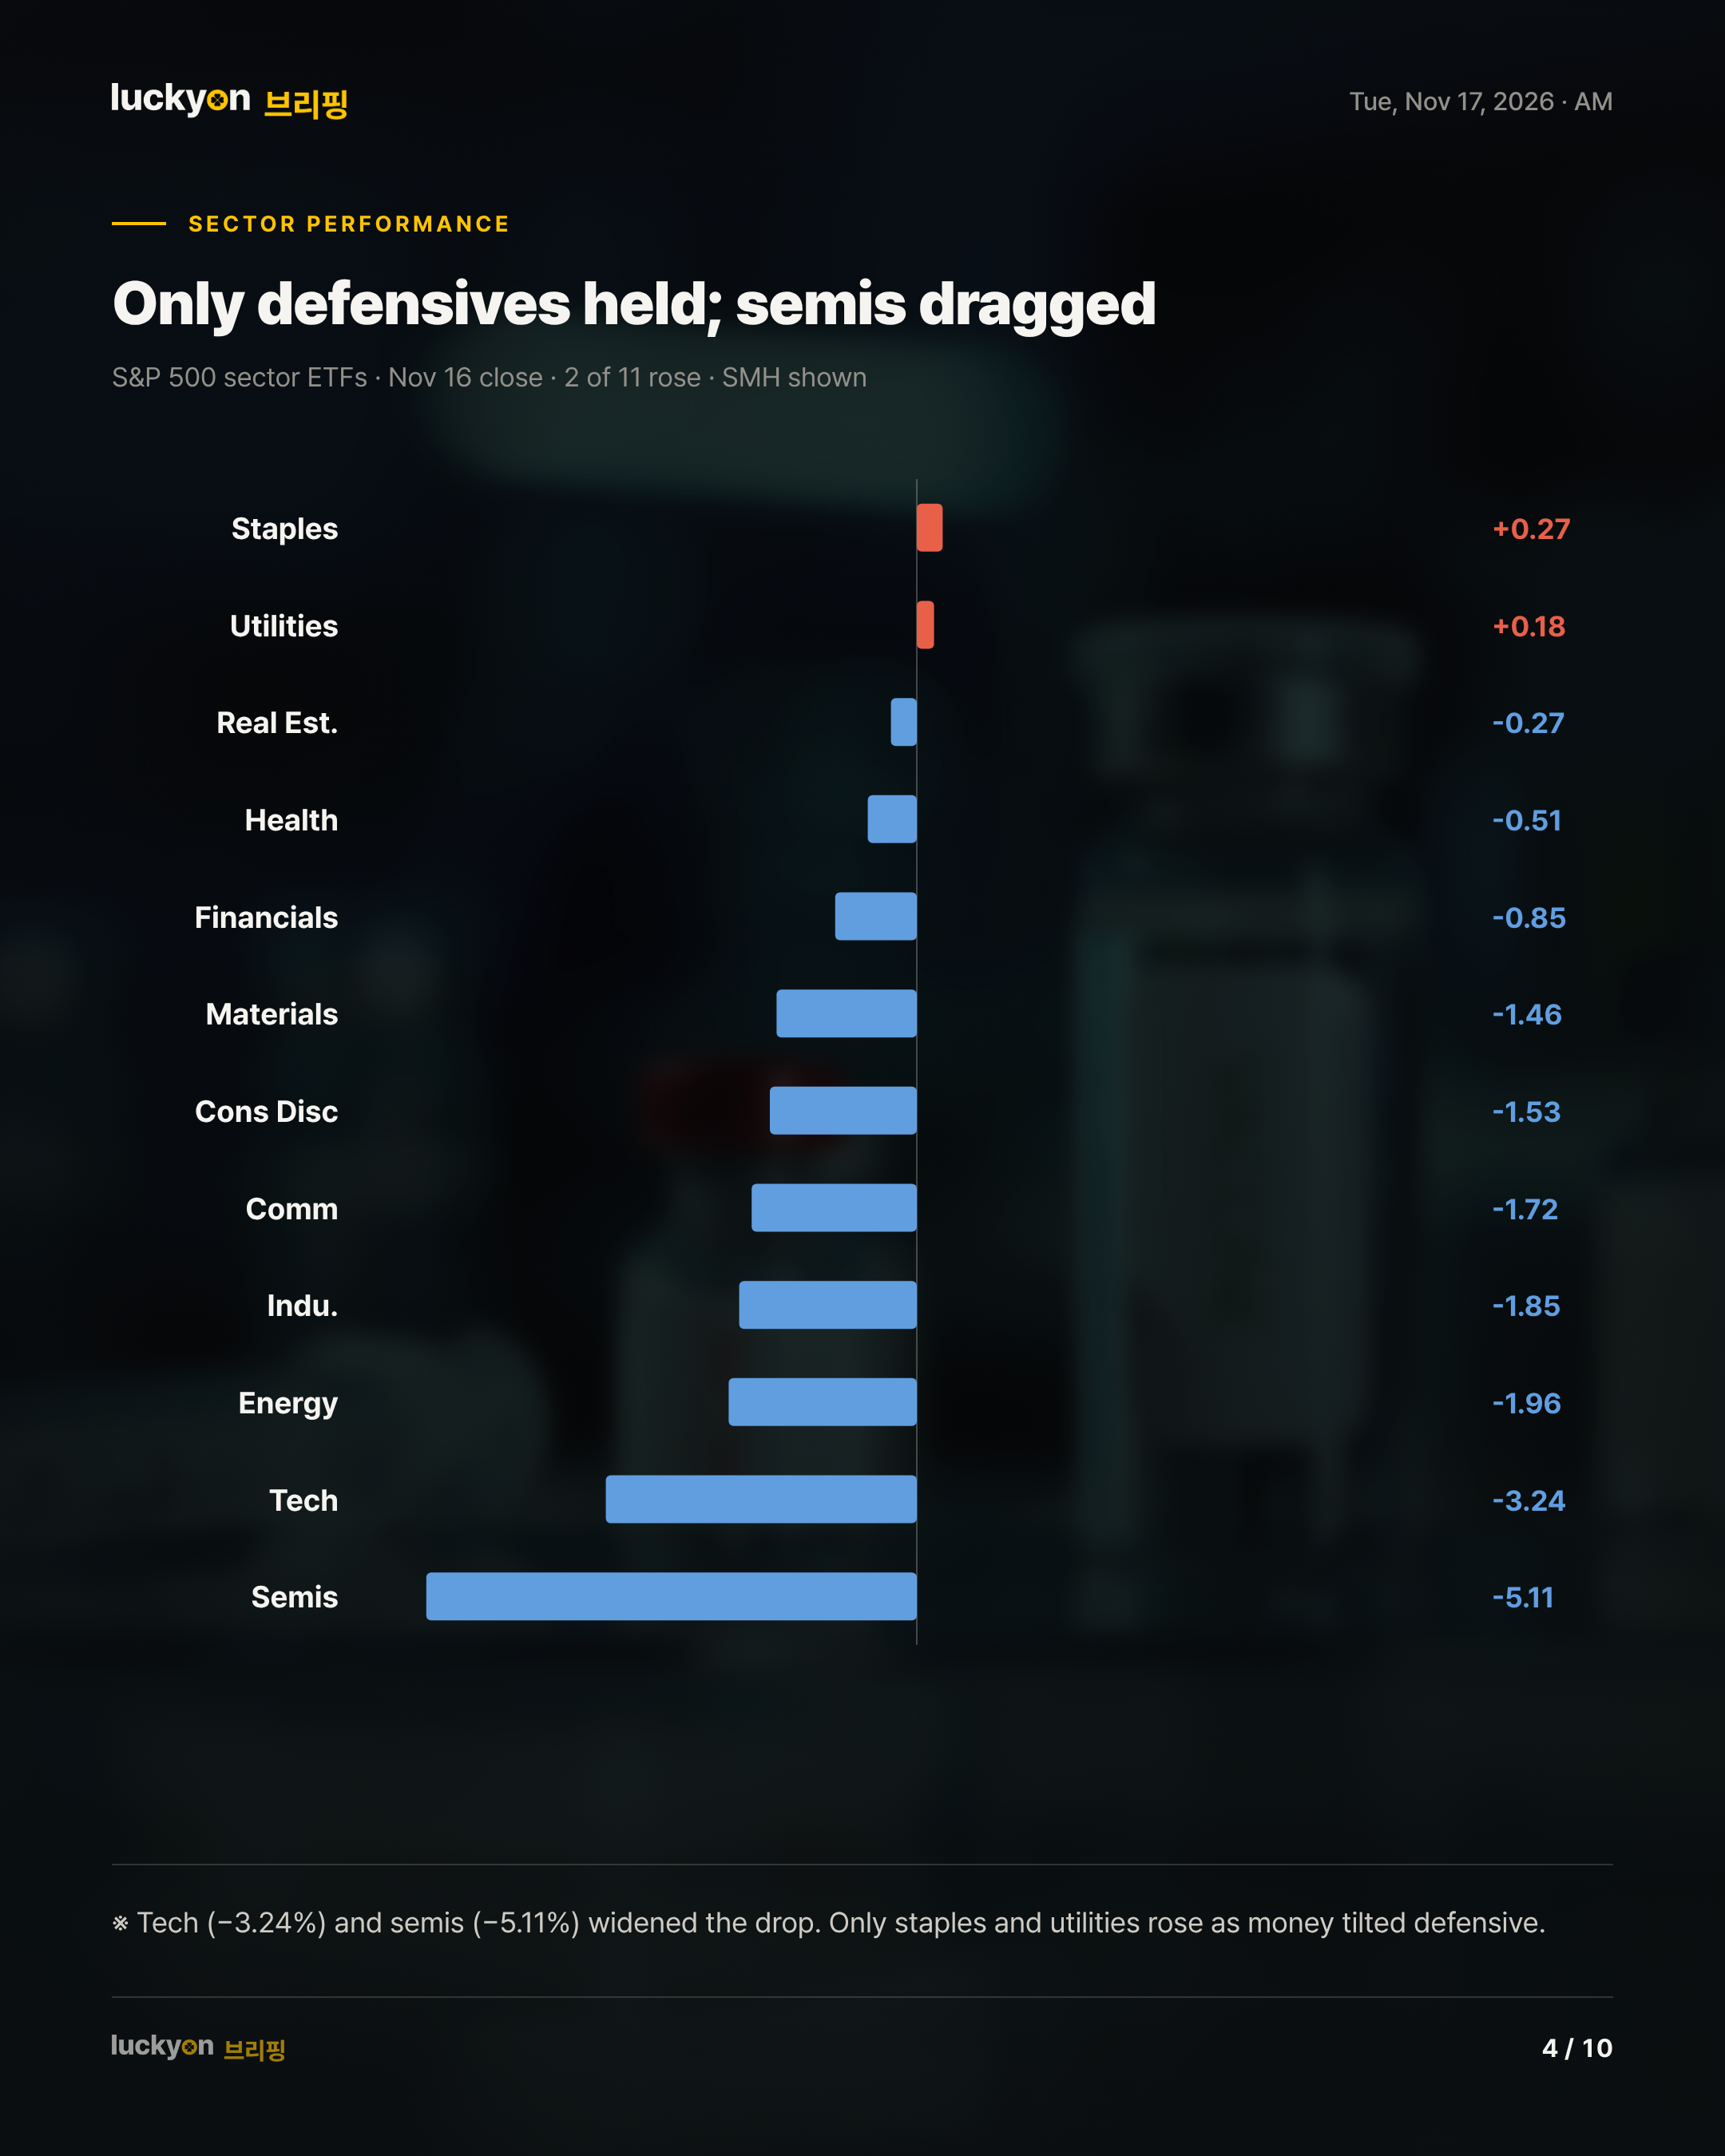 luckyon 브리핑
Tue, Nov 17, 2026 · AM
SECTOR PERFORMANCE
Only defensives held; semis dragged
S&P 500 sector ETFs · Nov 16 close · 2 of 11 rose · SMH shown
Staples +0.27
Utilities +0.18
Real Est. -0.27
Health -0.51
Financials -0.85
Materials -1.46
Cons Disc -1.53
Comm -1.72
Indu. -1.85
Energy -1.96
Tech -3.24
Semis -5.11
※ Tech (−3.24%) and semis (−5.11%) widened the drop. Only staples and utilities rose as money tilted defensive.
luckyon 브리핑
4 / 10